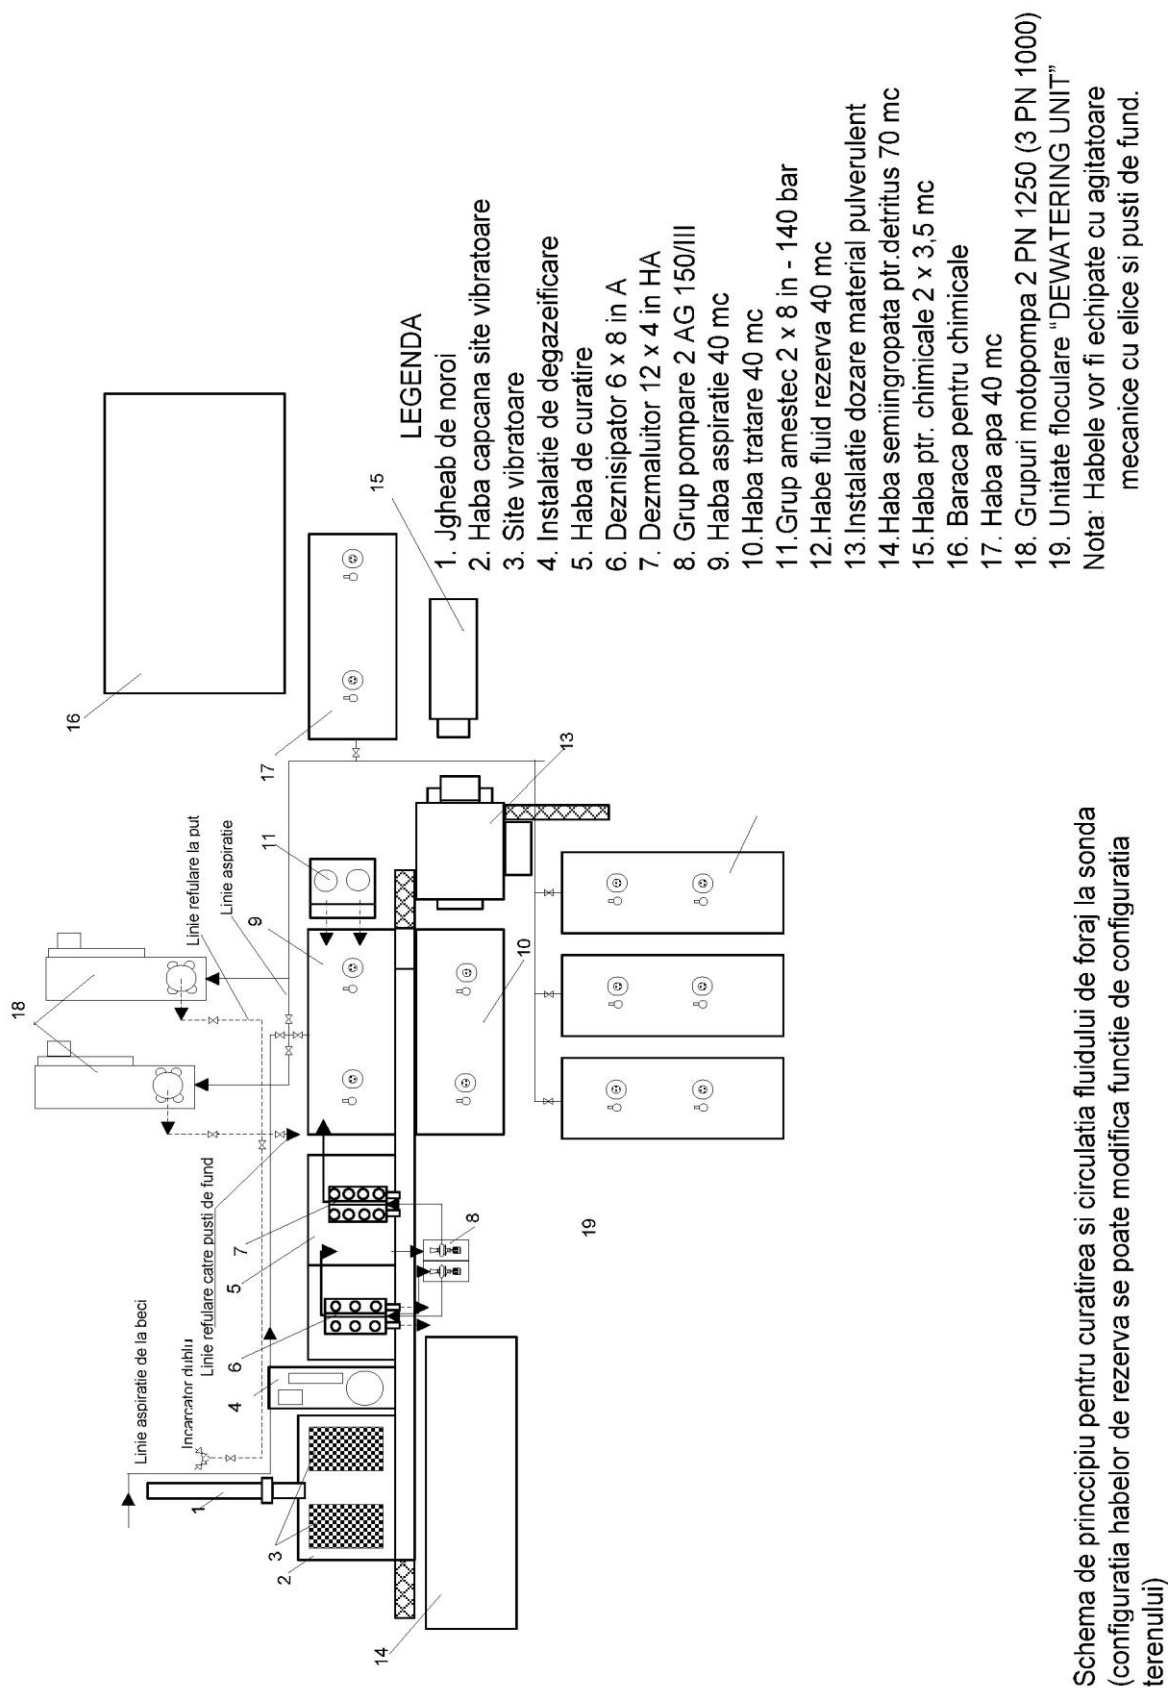 16
17
15
18
Linie refulare la put
Linie aspiratie
11
9
13
10
Linie refulare catre pusti de fund
Linie aspiratie de la beci
Incarcator dublu
7
5
6
4
8
19
1
3
2
14
LEGENDA
1. Jgheab de noroi
2. Haba capcana site vibratoare
3. Site vibratoare
4. Instalatie de degazeificare
5. Haba de curatire
6. Deznisipator 6 x 8 in A
7. Dezmaluitor 12 x 4 in HA
8. Grup pompare 2 AG 150/III
9. Haba aspiratie 40 mc
10.Haba tratare 40 mc
11.Grup amestec 2 x 8 in - 140 bar
12.Habe fluid rezerva 40 mc
13.Instalatie dozare material pulverulent
14.Haba semiingropata ptr.detritus 70 mc
15.Haba ptr. chimicale 2 x 3,5 mc
16. Baraca pentru chimicale
17. Haba apa 40 mc
18. Grupuri motopompa 2 PN 1250 (3 PN 1000)
19. Unitate floculare “DEWATERING UNIT”
Nota: Habele vor fi echipate cu agitatoare
mecanice cu elice si pusti de fund.
Schema de princcipiu pentru curatirea si circulatia fluidului de foraj la sonda
(configuratia habelor de rezerva se poate modifica functie de configuratia
terenului)